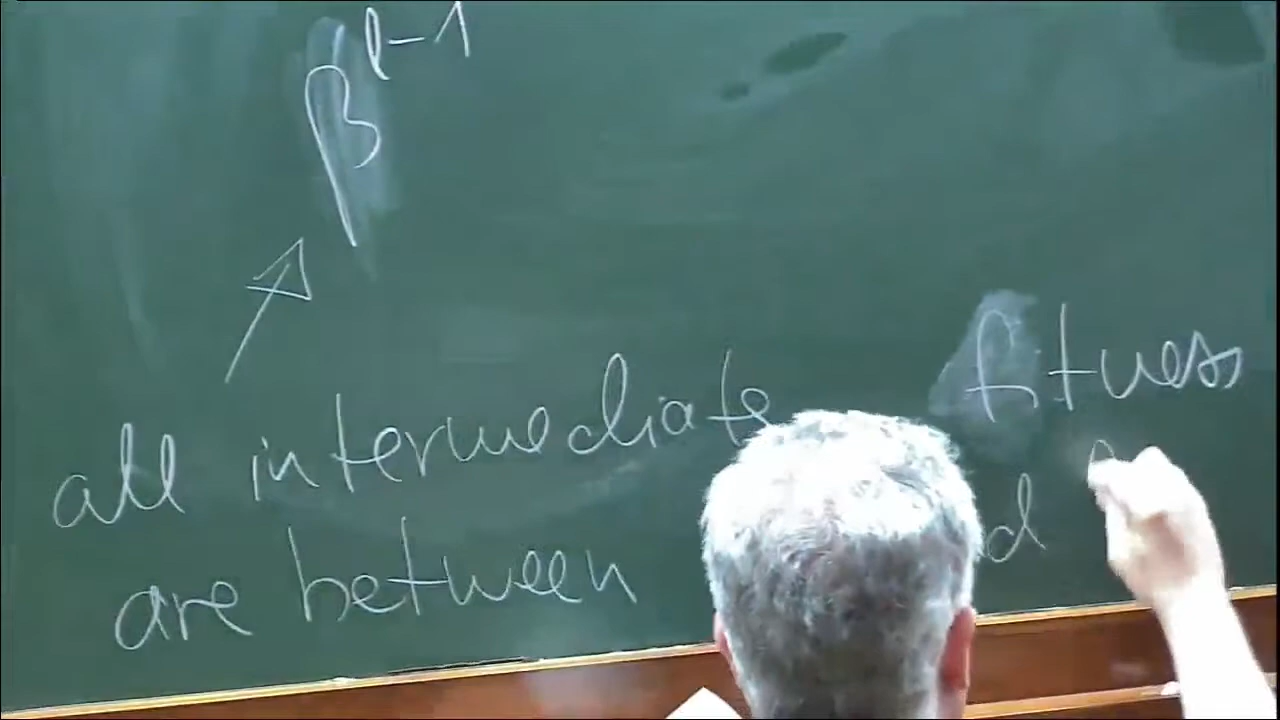 β^{l-1}
all intermediate fitness
are between